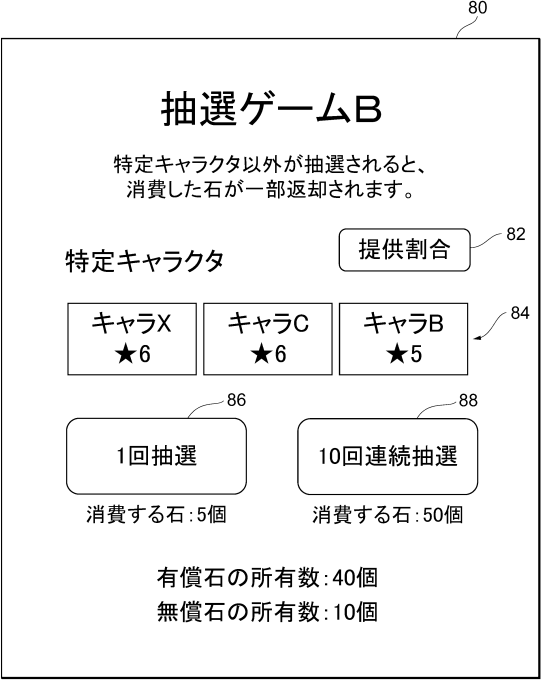 80
抽選ゲームB
特定キャラクタ以外が抽選されると、
消費した石が一部返却されます。
提供割合
82
特定キャラクタ
キャラX
★6
キャラC
★6
キャラB
★5
84
86
88
1回抽選
10回連続抽選
消費する石:5個
消費する石:50個
有償石の所有数:40個
無償石の所有数:10個